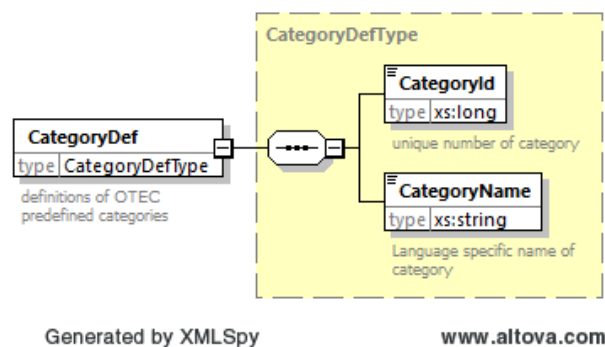 CategoryDefType
CategoryId
type xs:long
unique number of category
CategoryDef
type CategoryDefType
definitions of OTEC
predefined categories
CategoryName
type xs:string
Language specific name of
category
Generated by XMLSpy
www.altova.com